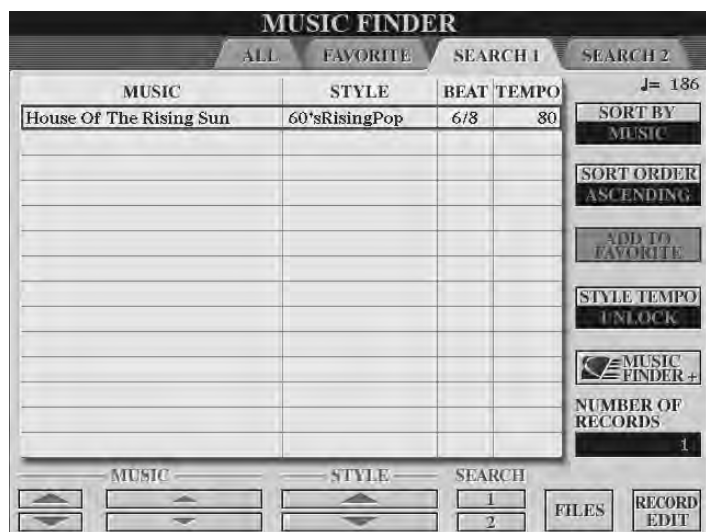 MUSIC FINDER
ALL FAVORITE SEARCH 1 SEARCH 2
MUSIC STYLE BEAT TEMPO
♩= 186
House Of The Rising Sun 60'sRisingPop 6/8 80
SORT BY
MUSIC
SORT ORDER
ASCENDING
ADD TO
FAVORITE
STYLE TEMPO
UNLOCK
MUSIC
FINDER +
NUMBER OF
RECORDS
1
MUSIC STYLE SEARCH
1
2
FILES
RECORD
EDIT